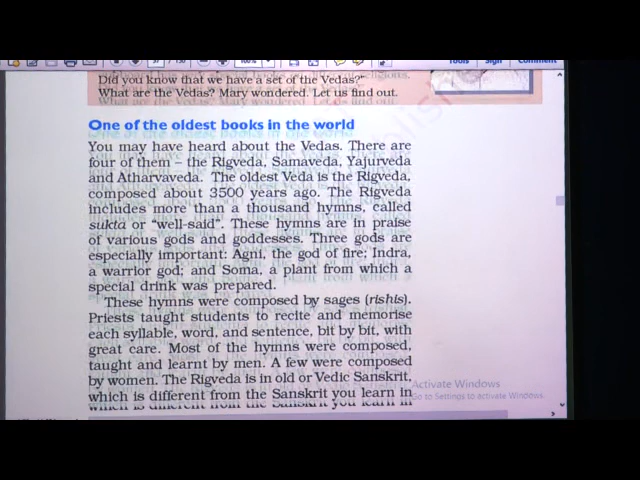 Tools Sign Comment
Did you know that we have a set of the Vedas?"
What are the Vedas? Mary wondered. Let us find out.
One of the oldest books in the world
You may have heard about the Vedas. There are
four of them – the Rigveda, Samaveda, Yajurveda
and Atharvaveda. The oldest Veda is the Rigveda,
composed about 3500 years ago. The Rigveda
includes more than a thousand hymns, called
sukta or "well-said". These hymns are in praise
of various gods and goddesses. Three gods are
especially important: Agni, the god of fire; Indra,
a warrior god; and Soma, a plant from which a
special drink was prepared.
These hymns were composed by sages (rishis).
Priests taught students to recite and memorise
each syllable, word, and sentence, bit by bit, with
great care. Most of the hymns were composed,
taught and learnt by men. A few were composed
by women. The Rigveda is in old or Vedic Sanskrit,
which is different from the Sanskrit you learn in
Activate Windows
Go to Settings to activate Windows.